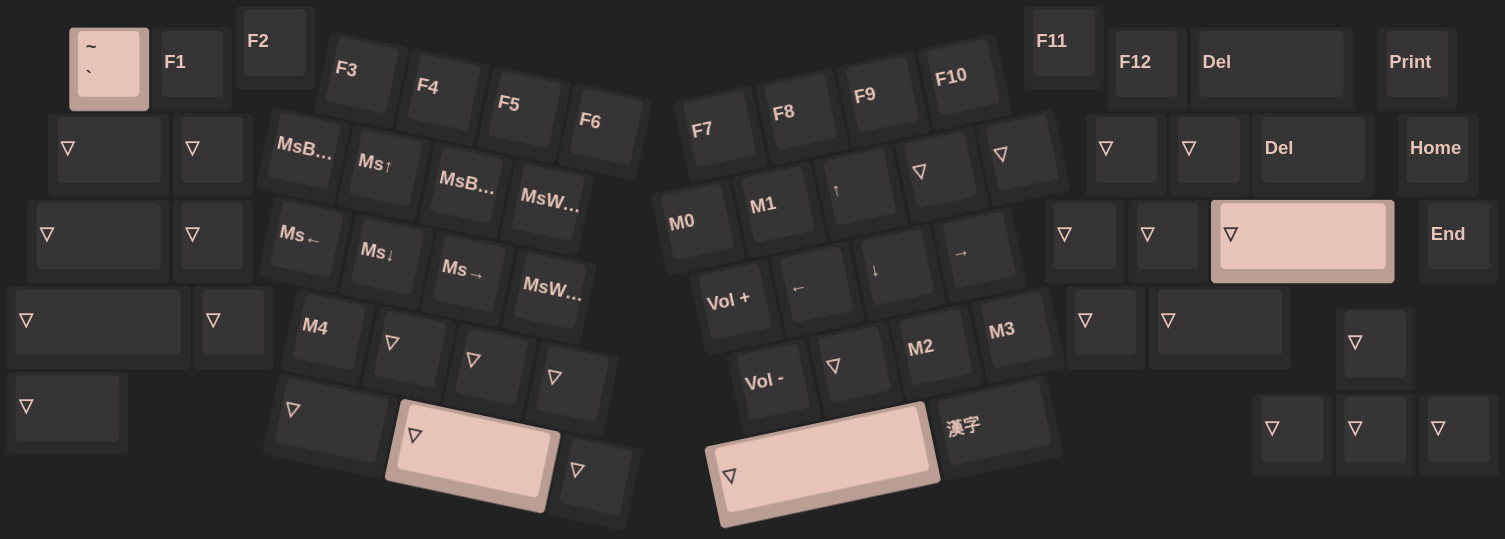 ~
`
F1
F2
F3
F4
F5
F6
F7
F8
F9
F10
F11
F12
Del
Print
▽
▽
MsB...
Ms↑
MsB...
MsW...
M0
M1
↑
▽
▽
▽
▽
Del
Home
▽
▽
Ms←
Ms↓
Ms→
MsW...
Vol +
←
↓
→
▽
▽
▽
End
▽
▽
M4
▽
▽
▽
Vol -
▽
M2
M3
▽
▽
▽
▽
▽
▽
▽
▽
漢字
▽
▽
▽